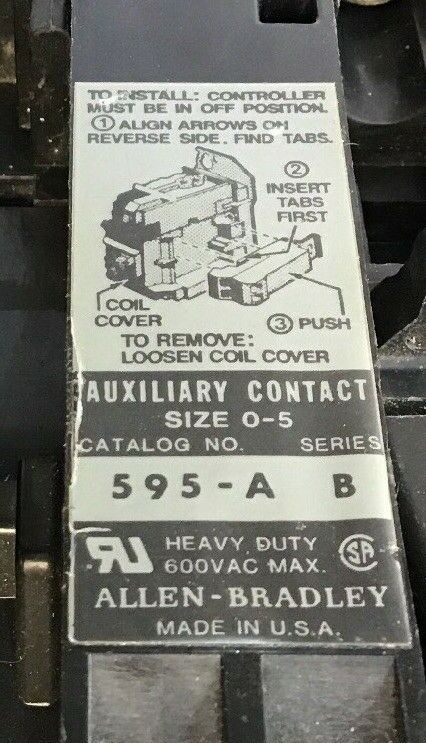 TO INSTALL: CONTROLLER
MUST BE IN OFF POSITION.
① ALIGN ARROWS ON
REVERSE SIDE. FIND TABS.
②
INSERT
TABS
FIRST
COIL
COVER
③ PUSH
TO REMOVE:
LOOSEN COIL COVER
AUXILIARY CONTACT
SIZE 0-5
CATALOG NO. SERIES
595-A B
RU HEAVY DUTY SA
600VAC MAX.
ALLEN-BRADLEY
MADE IN U.S.A.